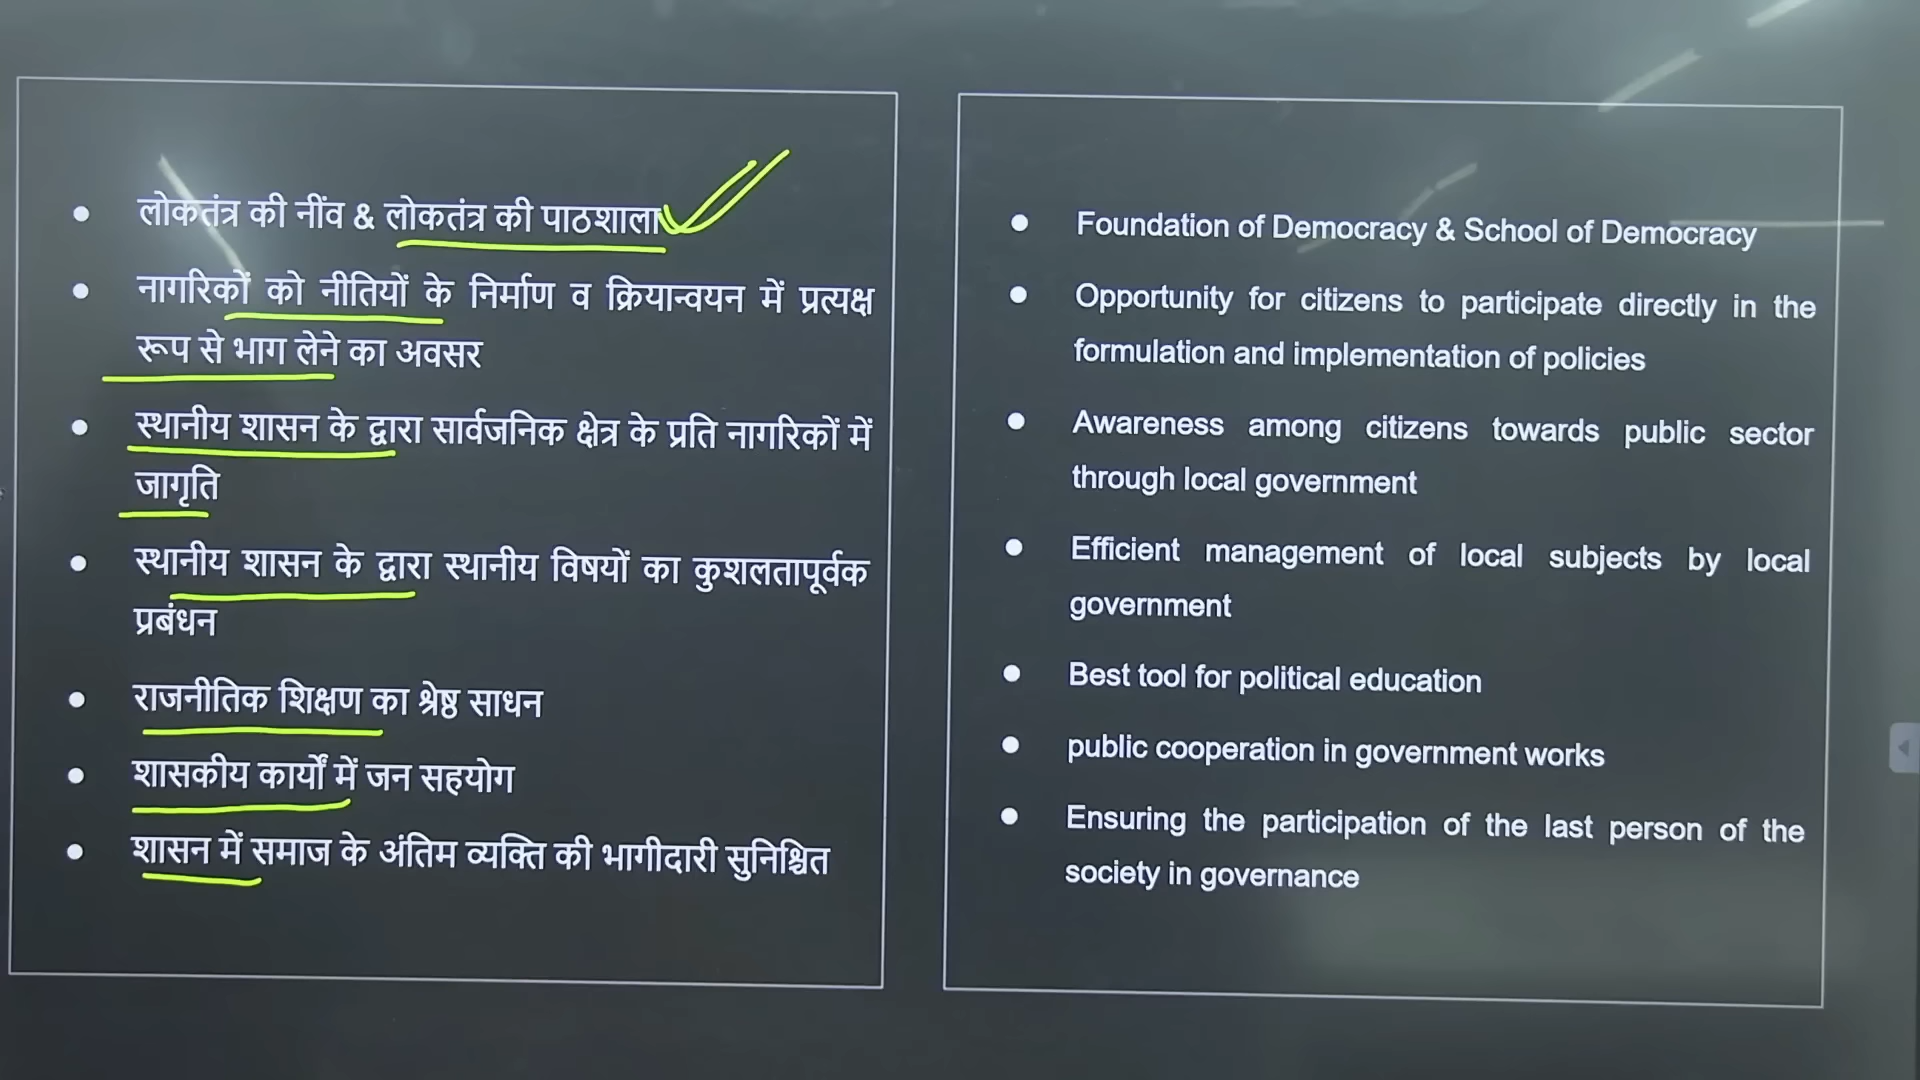 लोकतंत्र की नींव & लोकतंत्र की पाठशाला
नागरिकों को नीतियों के निर्माण व क्रियान्वयन में प्रत्यक्ष
रूप से भाग लेने का अवसर
स्थानीय शासन के द्वारा सार्वजनिक क्षेत्र के प्रति नागरिकों में
जागृति
स्थानीय शासन के द्वारा स्थानीय विषयों का कुशलतापूर्वक
प्रबंधन
राजनीतिक शिक्षण का श्रेष्ठ साधन
शासकीय कार्यों में जन सहयोग
शासन में समाज के अंतिम व्यक्ति की भागीदारी सुनिश्चित
Foundation of Democracy & School of Democracy
Opportunity for citizens to participate directly in the
formulation and implementation of policies
Awareness among citizens towards public sector
through local government
Efficient management of local subjects by local
government
Best tool for political education
public cooperation in government works
Ensuring the participation of the last person of the
society in governance